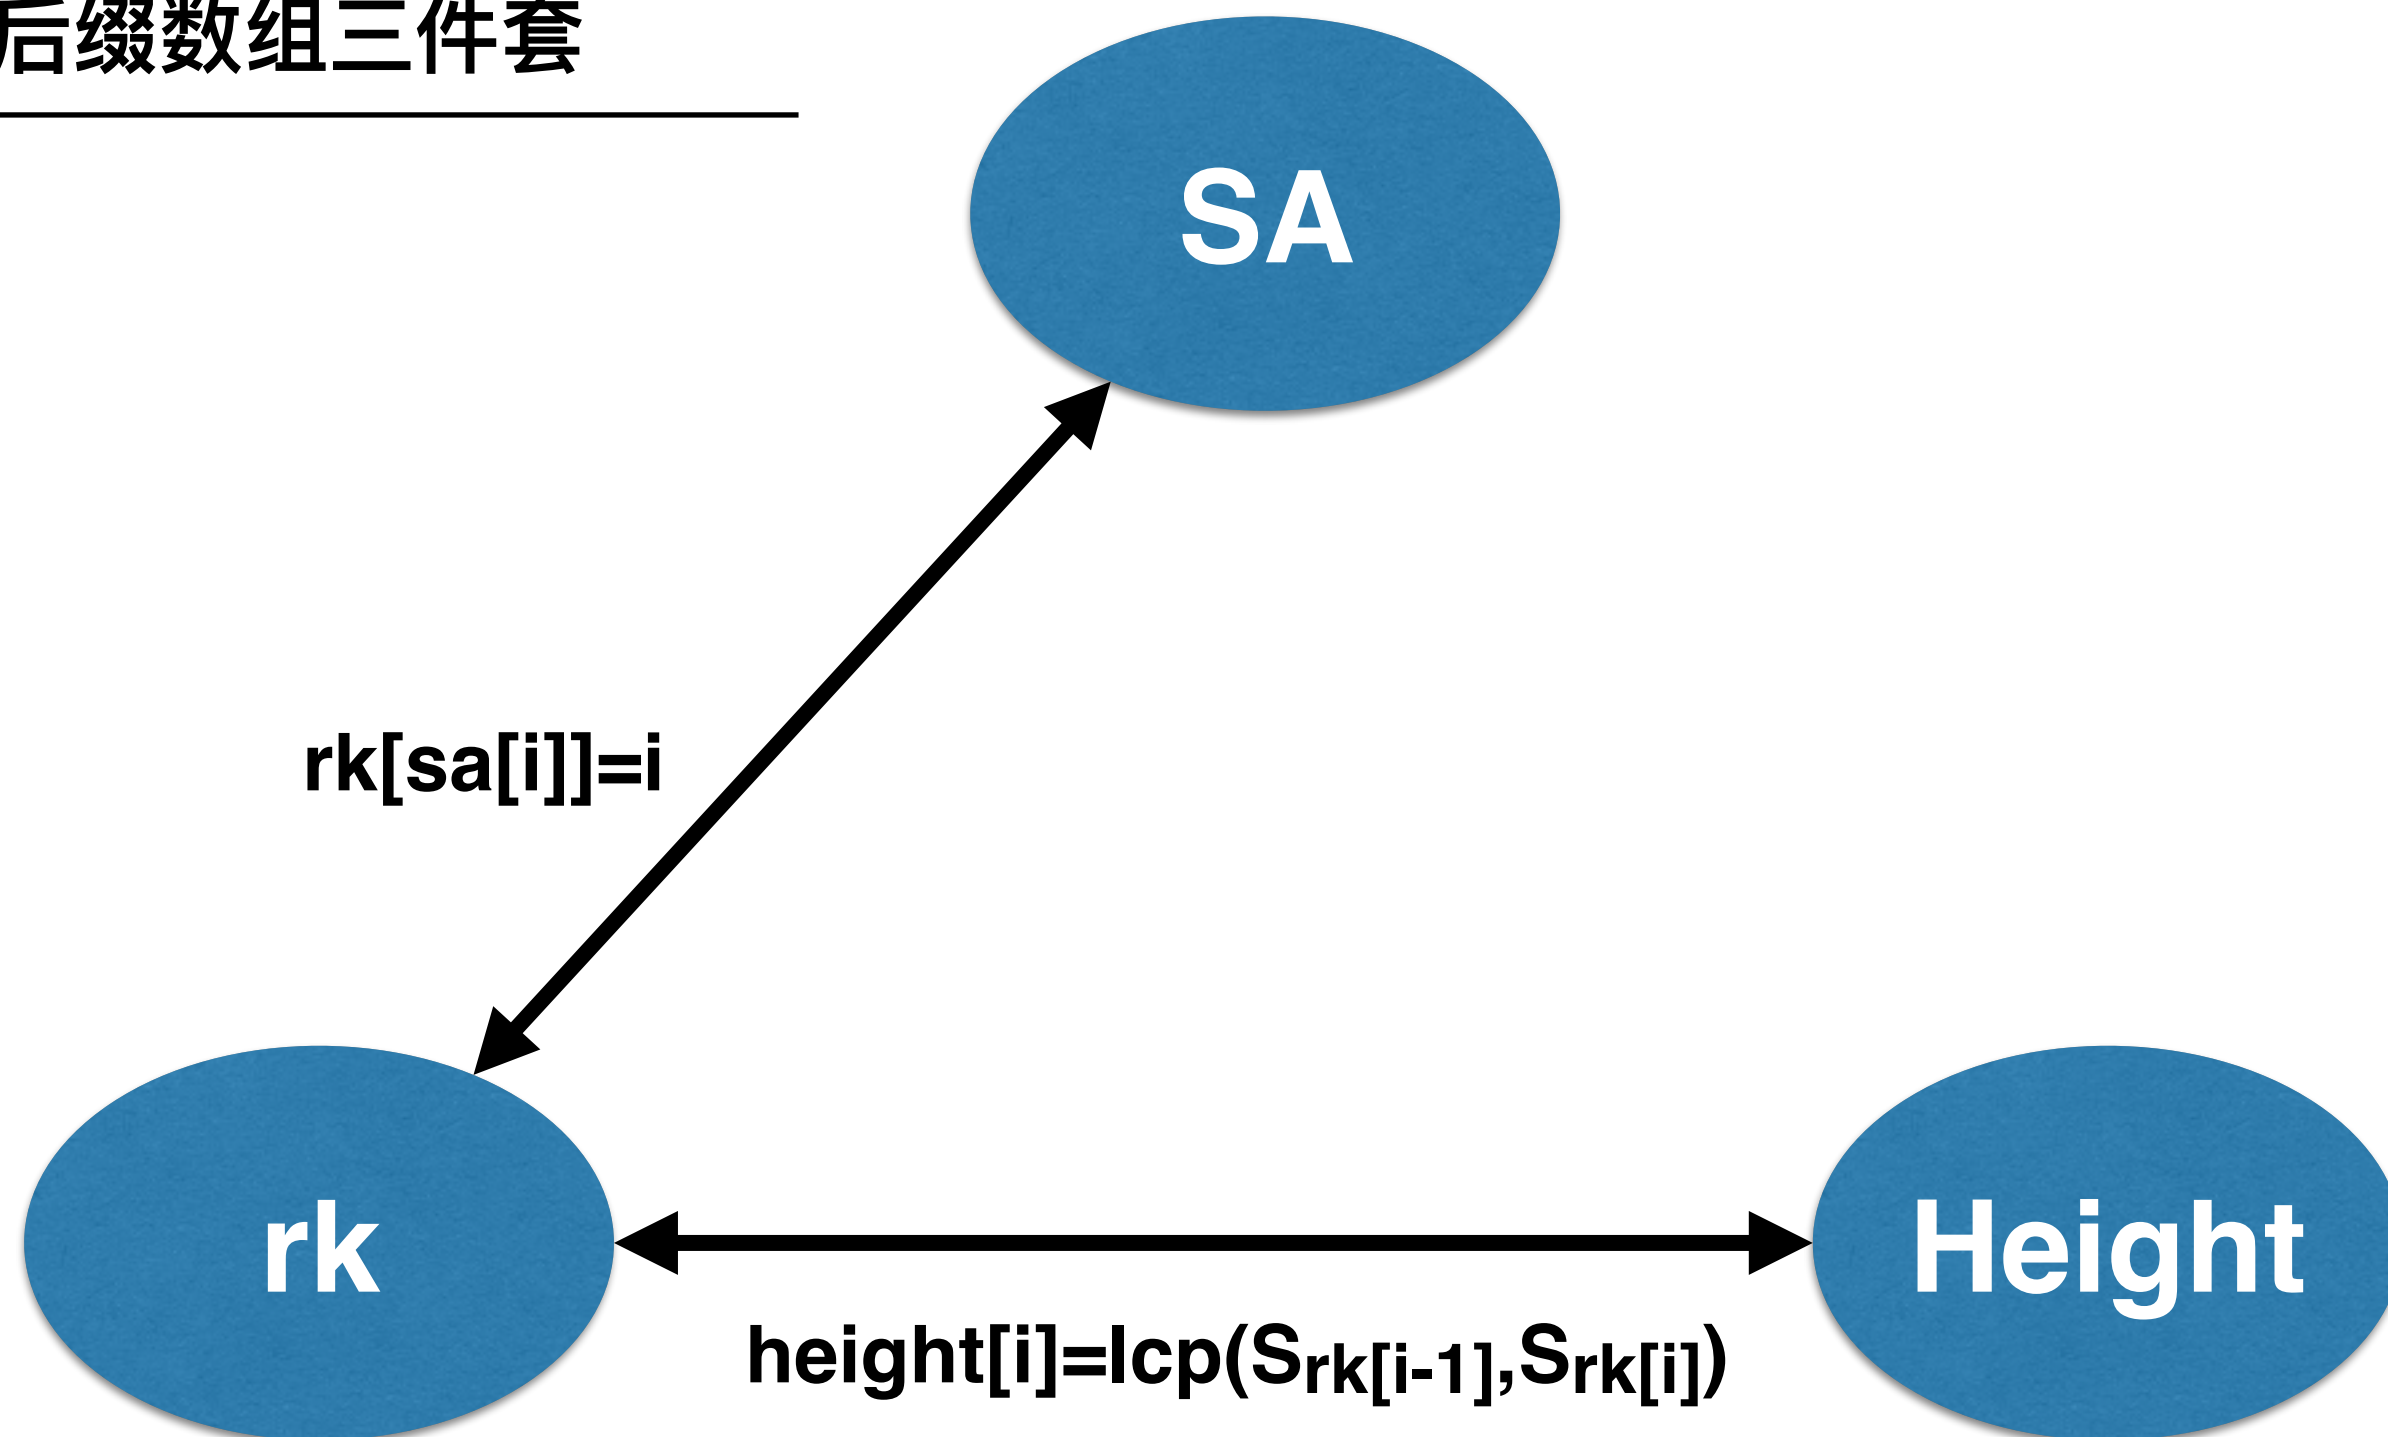 后缀数组三件套
SA
rk[sa[i]]=i
rk
Height
height[i]=lcp(Srk[i-1],Srk[i])